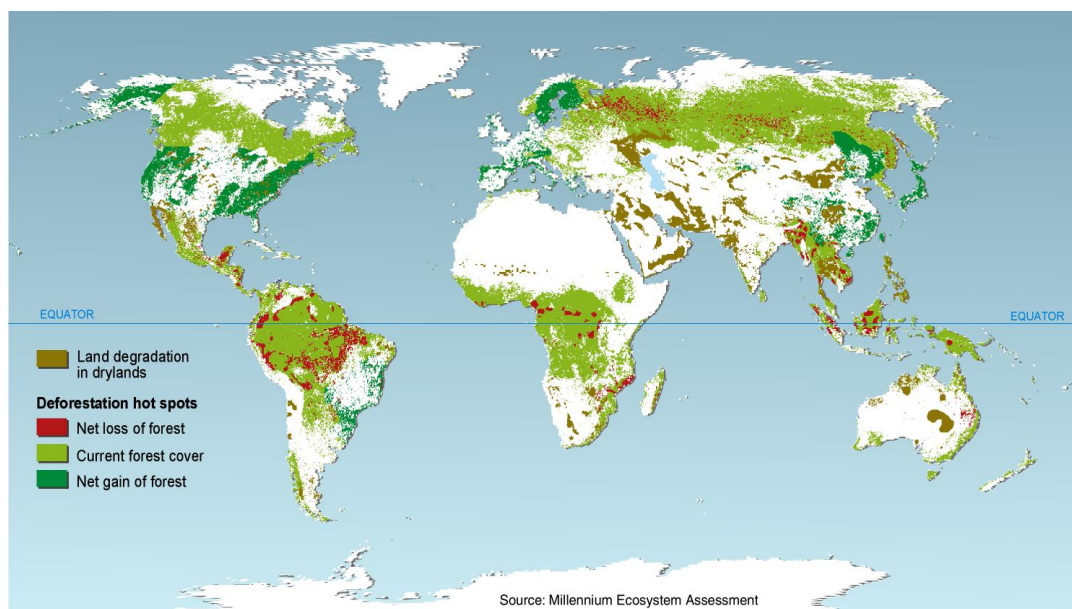 EQUATOR
EQUATOR
Land degradation
in drylands
Deforestation hot spots
Net loss of forest
Current forest cover
Net gain of forest
Source: Millennium Ecosystem Assessment